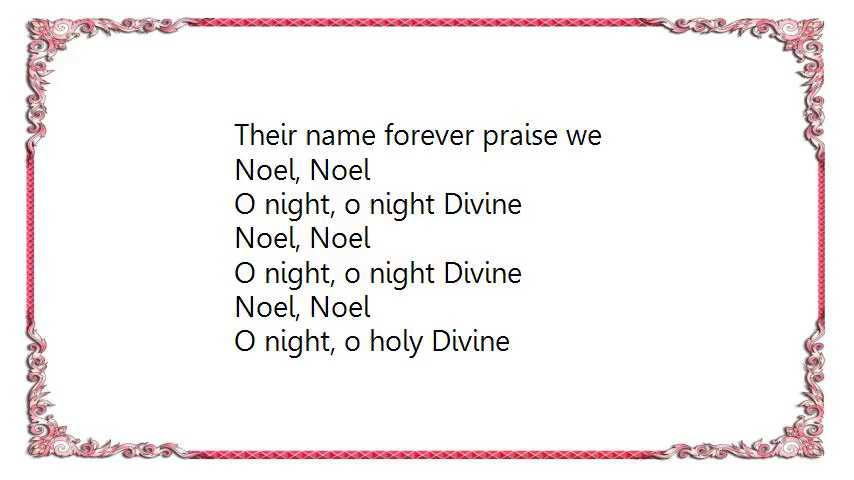 Their name forever praise we
Noel, Noel
O night, o night Divine
Noel, Noel
O night, o night Divine
Noel, Noel
O night, o holy Divine